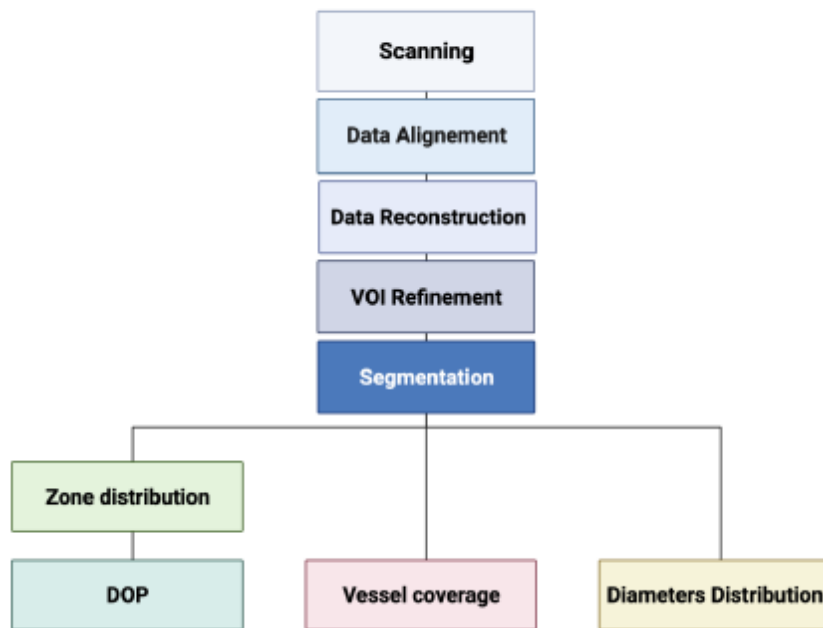 Scanning
Data Alignement
Data Reconstruction
VOI Refinement
Segmentation
Zone distribution
DOP
Vessel coverage
Diameters Distribution